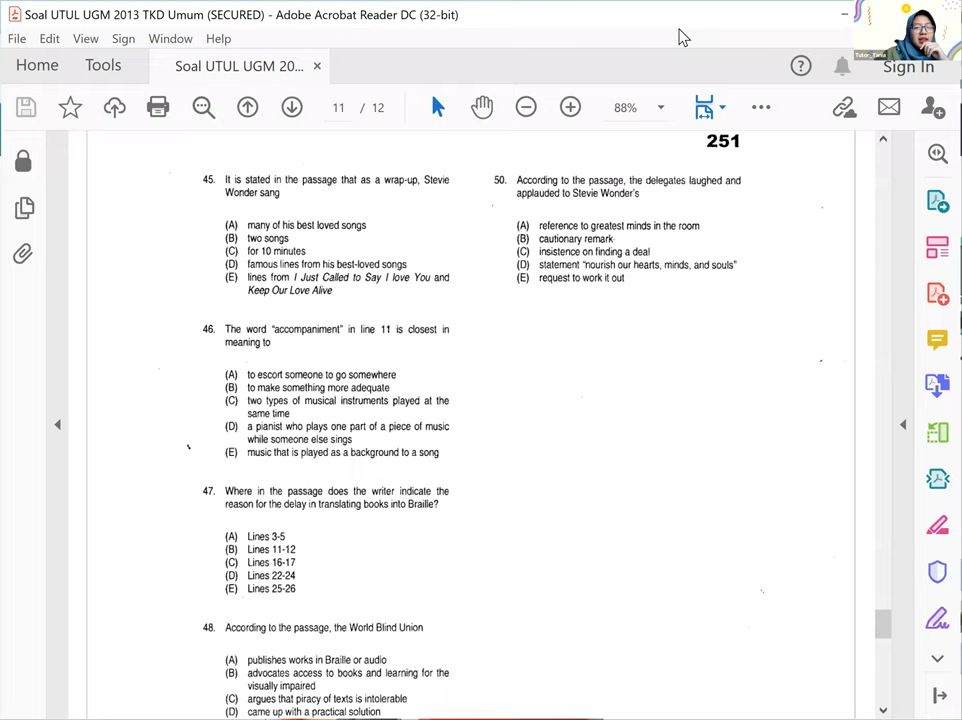 Soal UTUL UGM 2013 TKD Umum (SECURED) - Adobe Acrobat Reader DC (32-bit)
File Edit View Sign Window Help
Home Tools Soal UTUL UGM 20... × Sign In
11 / 12 88%
Tutor_Tania
251
45. It is stated in the passage that as a wrap-up, Stevie
Wonder sang
(A) many of his best loved songs
(B) two songs
(C) for 10 minutes
(D) famous lines from his best-loved songs
(E) lines from I Just Called to Say I love You and
Keep Our Love Alive
46. The word “accompaniment” in line 11 is closest in
meaning to
(A) to escort someone to go somewhere
(B) to make something more adequate
(C) two types of musical instruments played at the
same time
(D) a pianist who plays one part of a piece of music
while someone else sings
(E) music that is played as a background to a song
47. Where in the passage does the writer indicate the
reason for the delay in translating books into Braille?
(A) Lines 3-5
(B) Lines 11-12
(C) Lines 16-17
(D) Lines 22-24
(E) Lines 25-26
48. According to the passage, the World Blind Union
(A) publishes works in Braille or audio
(B) advocates access to books and learning for the
visually impaired
(C) argues that piracy of texts is intolerable
(D) came up with a practical solution
50. According to the passage, the delegates laughed and
applauded to Stevie Wonder's
(A) reference to greatest minds in the room
(B) cautionary remark
(C) insistence on finding a deal
(D) statement “nourish our hearts, minds, and souls”
(E) request to work it out